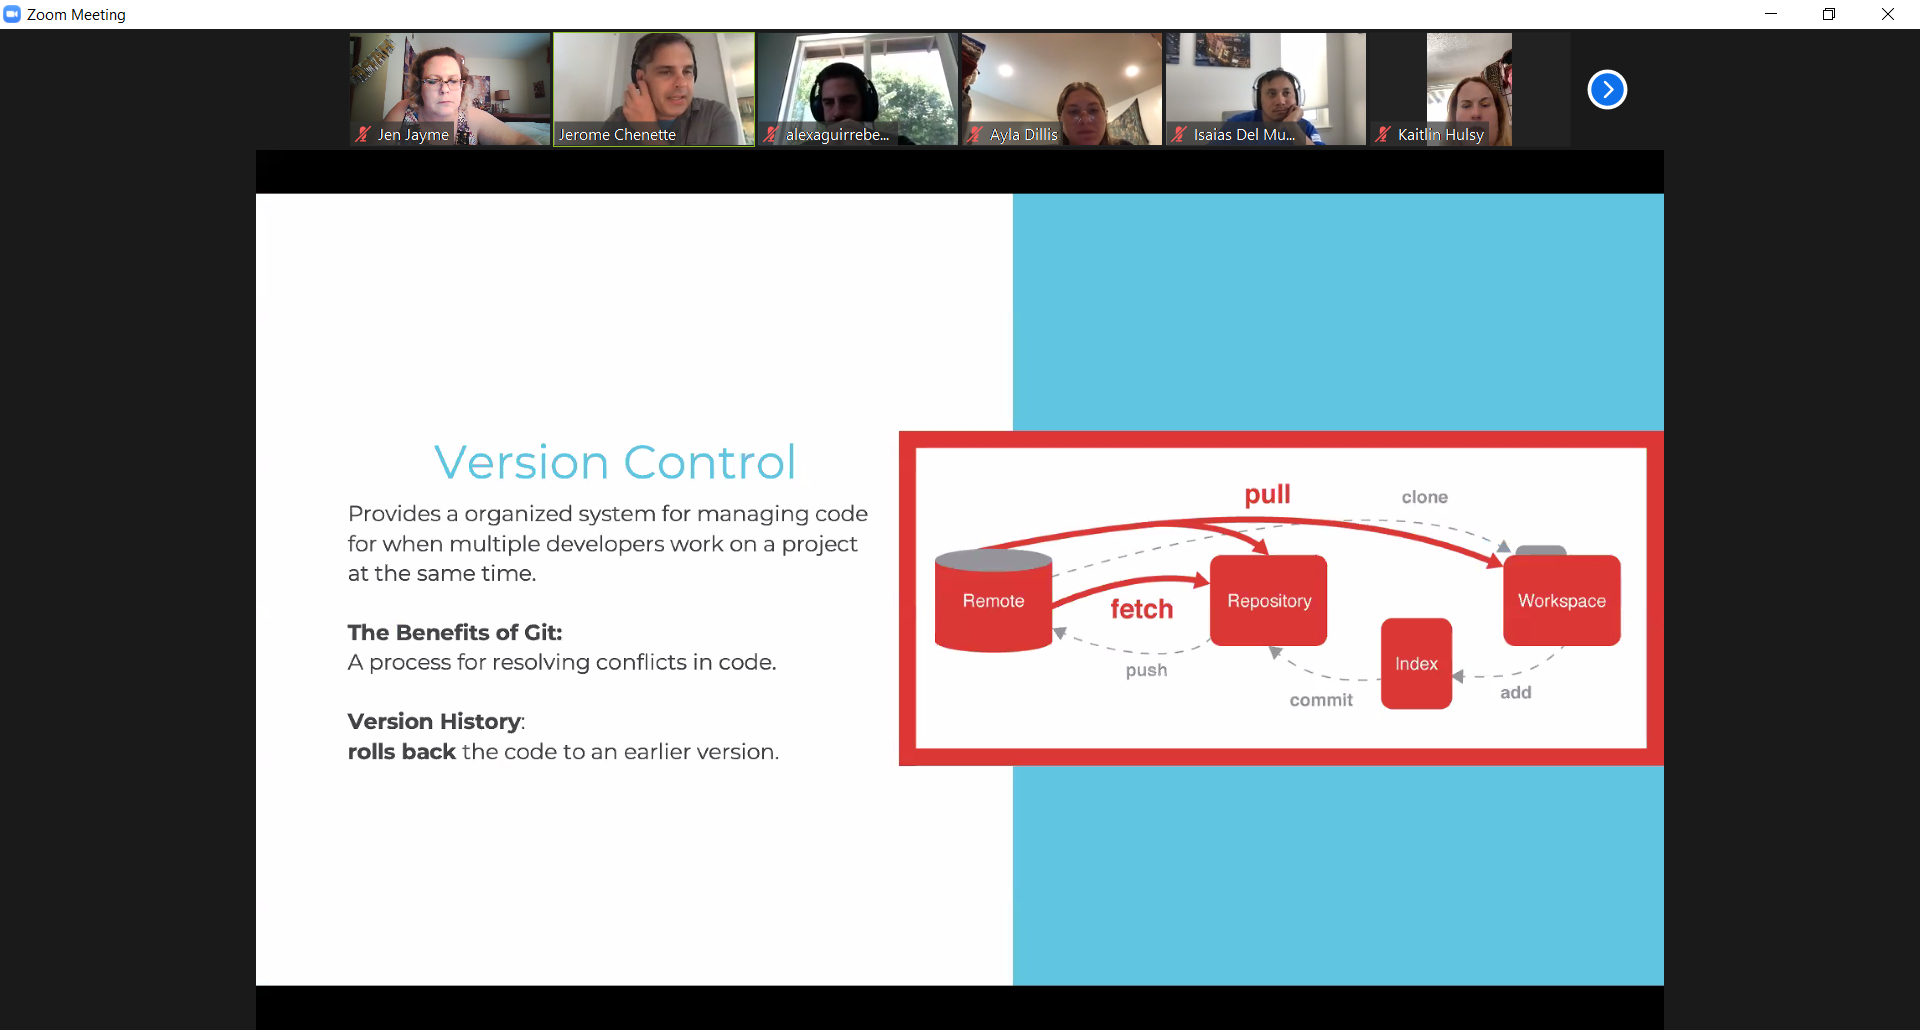 Zoom Meeting
Jen Jayme
Jerome Chenette
alexaguirrebe...
Ayla Dillis
Isaias Del Mu...
Kaitlin Hulsy
Version Control
Provides a organized system for managing code
for when multiple developers work on a project
at the same time.
The Benefits of Git:
A process for resolving conflicts in code.
Version History:
rolls back the code to an earlier version.
pull
clone
Remote
fetch
Repository
Workspace
push
Index
commit
add